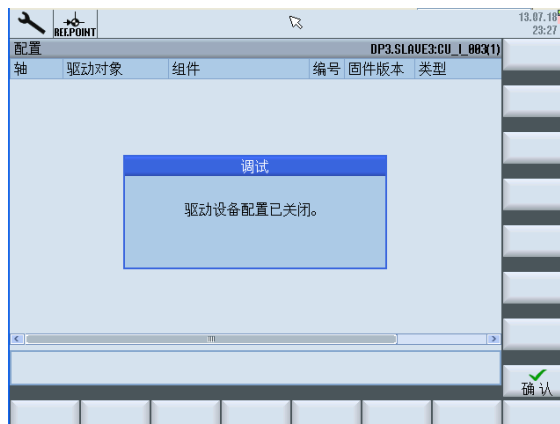 REF.POINT
13.07.18
23:27
配置 DP3.SLAVE3:CU_I_003(1)
轴 驱动对象 组件 编号 固件版本 类型
调试
驱动设备配置已关闭。
确认